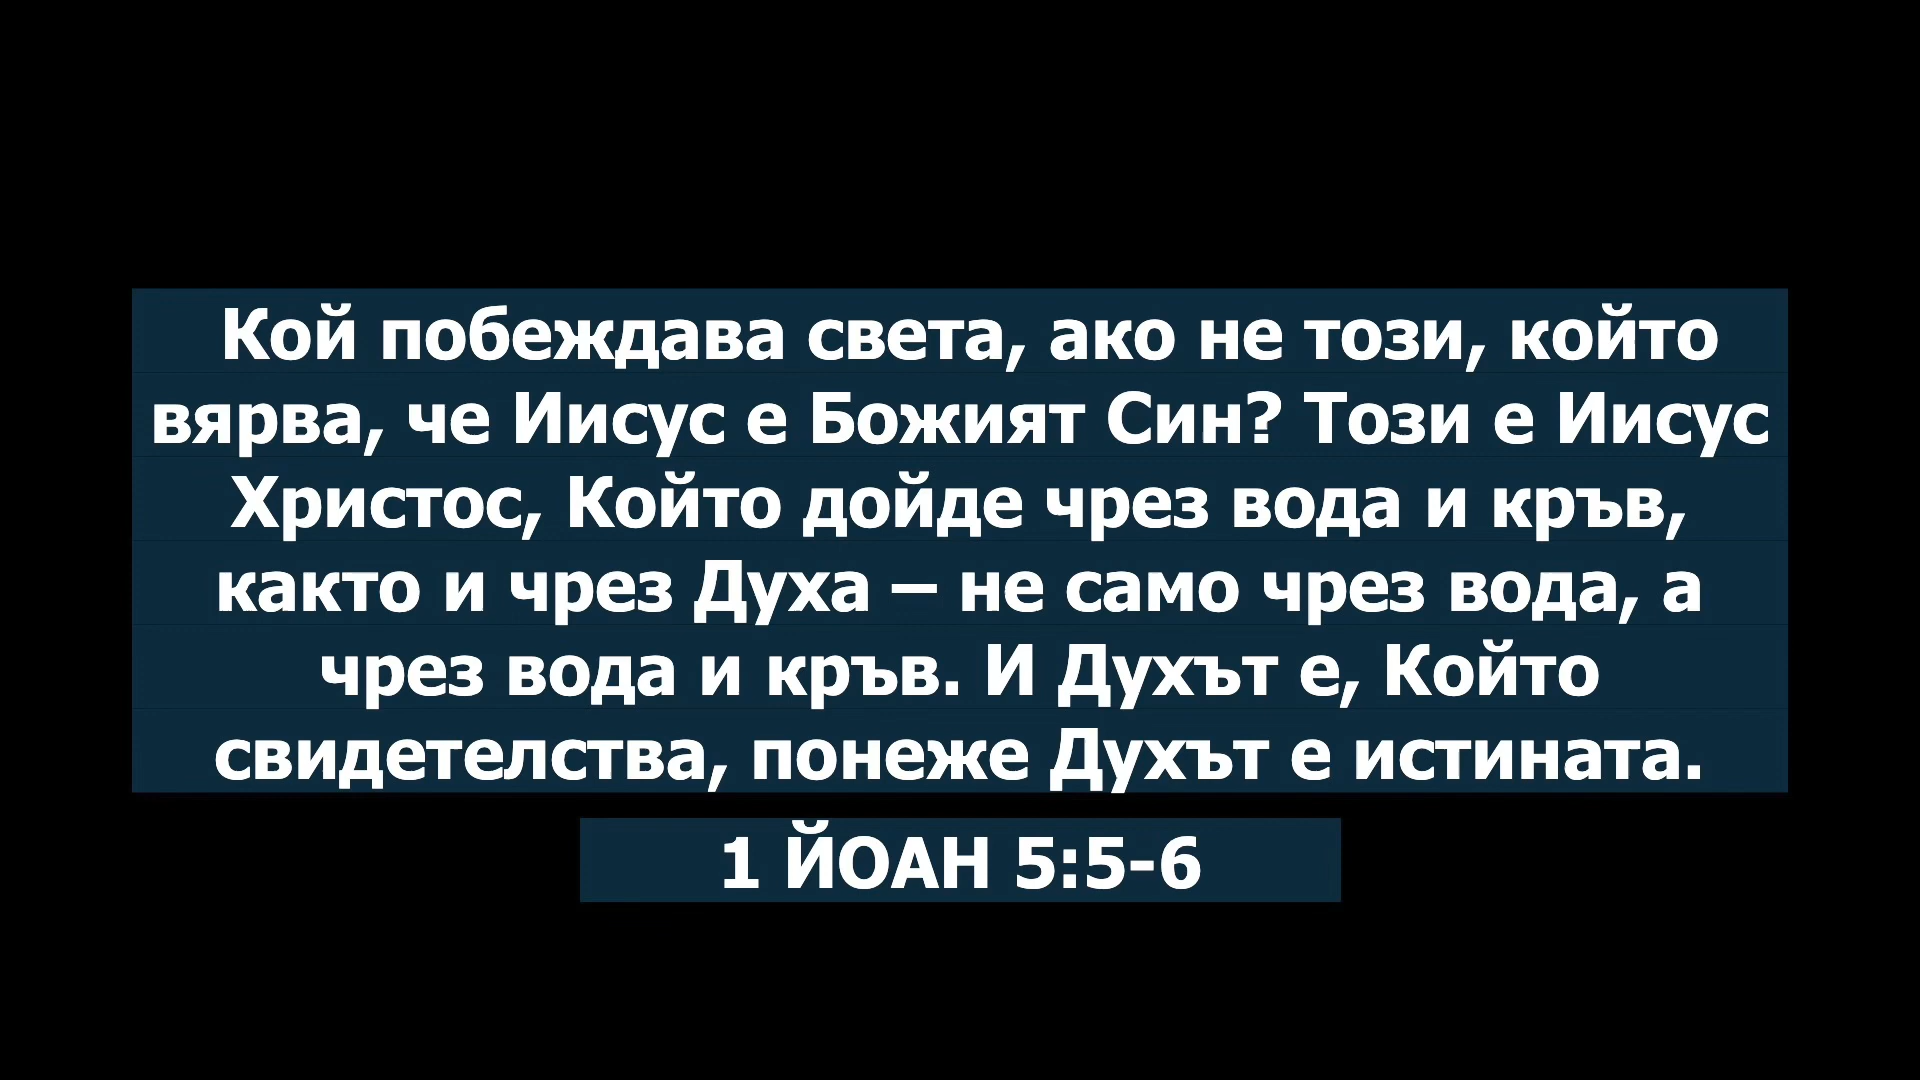 Кой побеждава света, ако не този, който
вярва, че Иисус е Божият Син? Този е Иисус
Христос, Който дойде чрез вода и кръв,
както и чрез Духа – не само чрез вода, а
чрез вода и кръв. И Духът е, Който
свидетелства, понеже Духът е истината.
1 ЙОАН 5:5-6